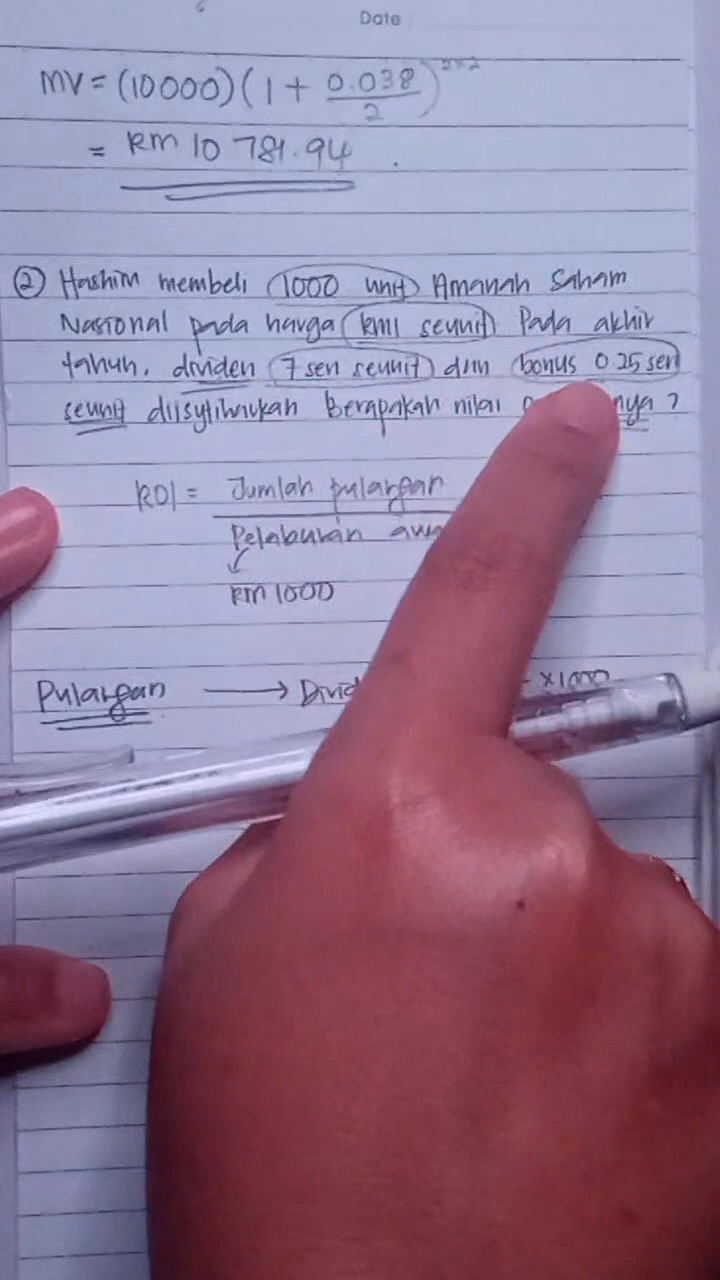 Date
MV = (10000)(1 + 0.038/2)^2×2
= RM 10 781.94 .
② Hashim membeli 1000 unit Amanah Saham
Nasional pada harga RM1 seunit Pada akhir
tahun, dividen 7 sen seunit dan bonus 0.25 sen
seunit diisytiharkan Berapakah nilai nya ?
ROI = Jumlah pulangan
Pelaburan
RM 1000
Pulangan → Divid ×1000